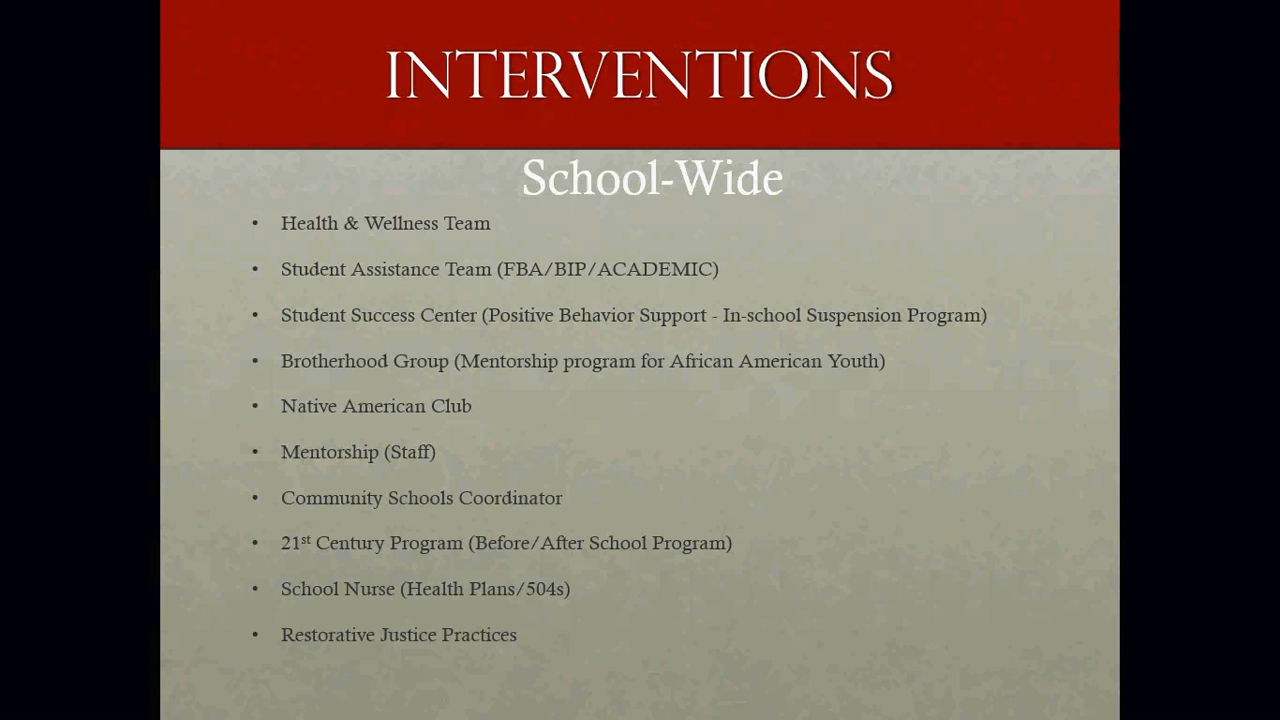 INTERVENTIONS
School-Wide
• Health & Wellness Team
• Student Assistance Team (FBA/BIP/ACADEMIC)
• Student Success Center (Positive Behavior Support - In-school Suspension Program)
• Brotherhood Group (Mentorship program for African American Youth)
• Native American Club
• Mentorship (Staff)
• Community Schools Coordinator
• 21st Century Program (Before/After School Program)
• School Nurse (Health Plans/504s)
• Restorative Justice Practices